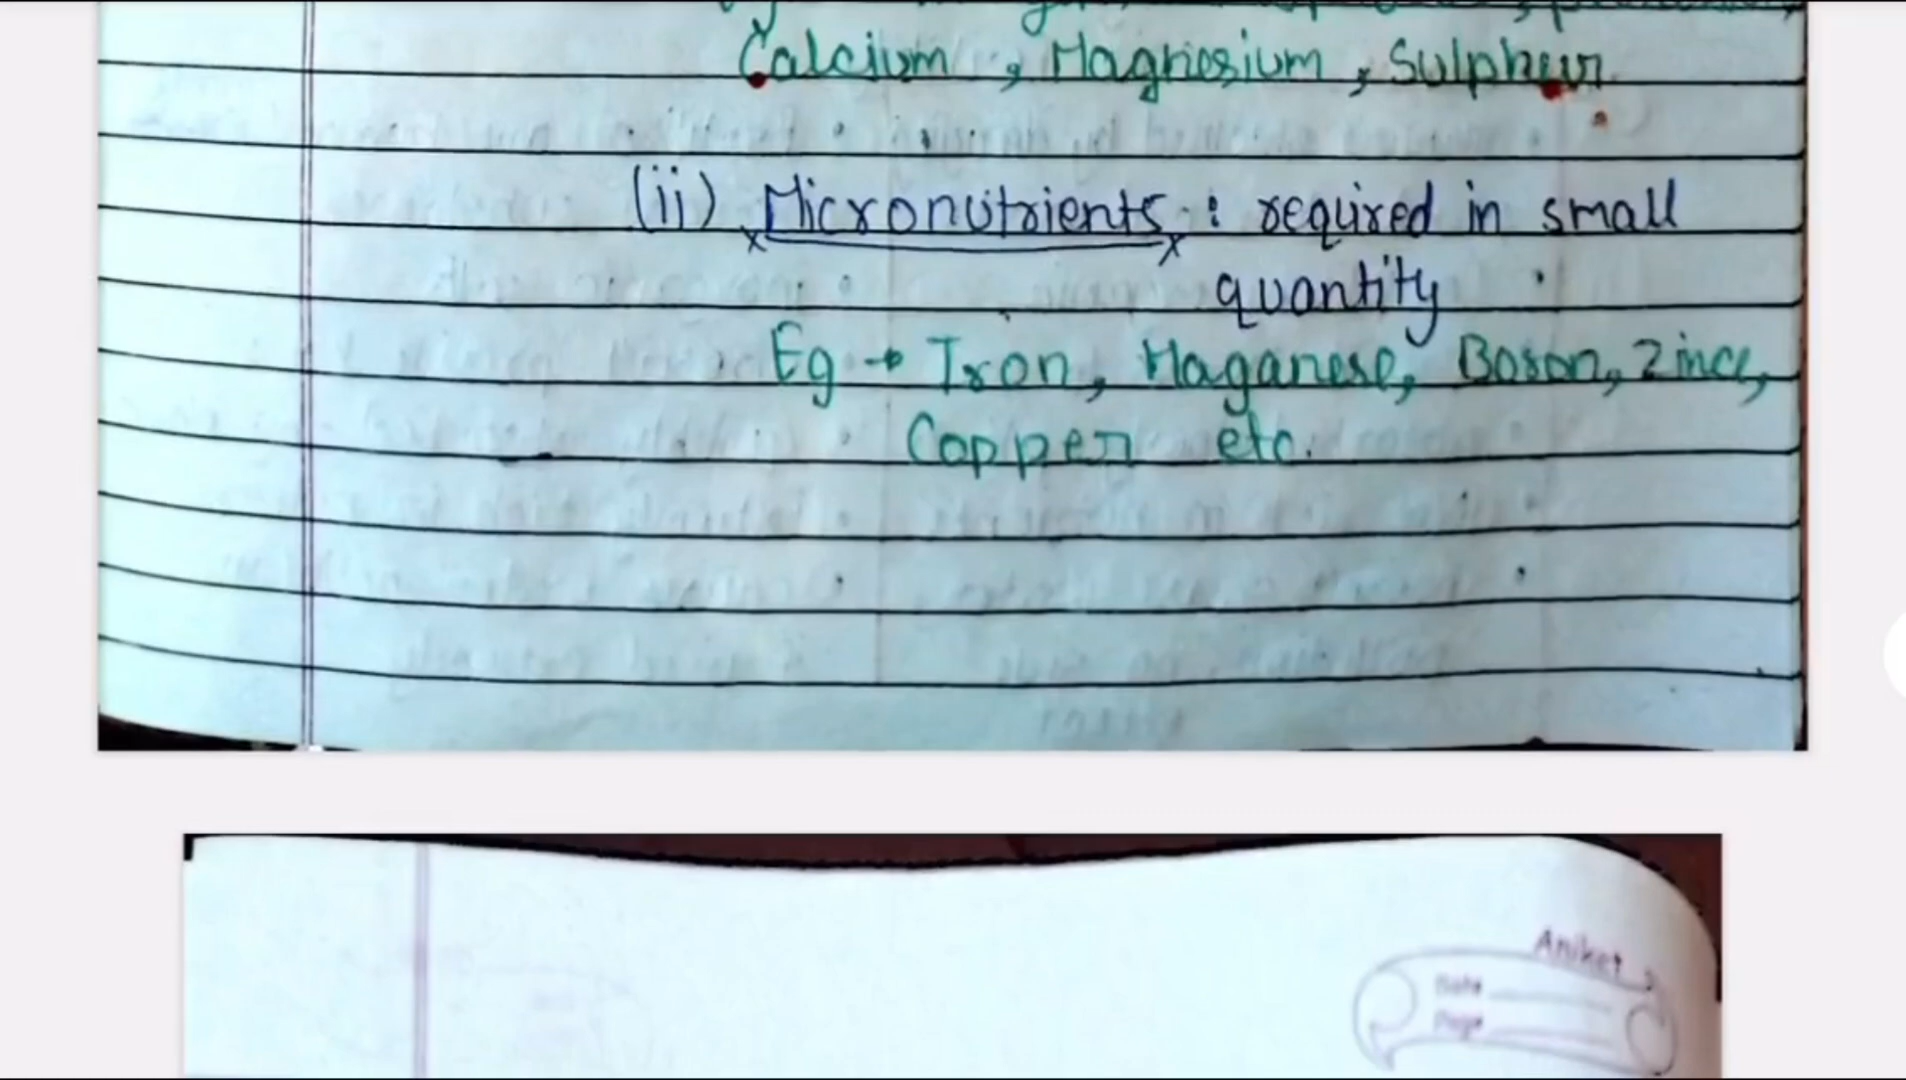 Calcium, Magnesium, Sulphur
(ii) Micronutrients : required in small
quantity
Eg → Iron, Maganese, Boron, Zinc,
Copper etc.
Aniket
Date
Page